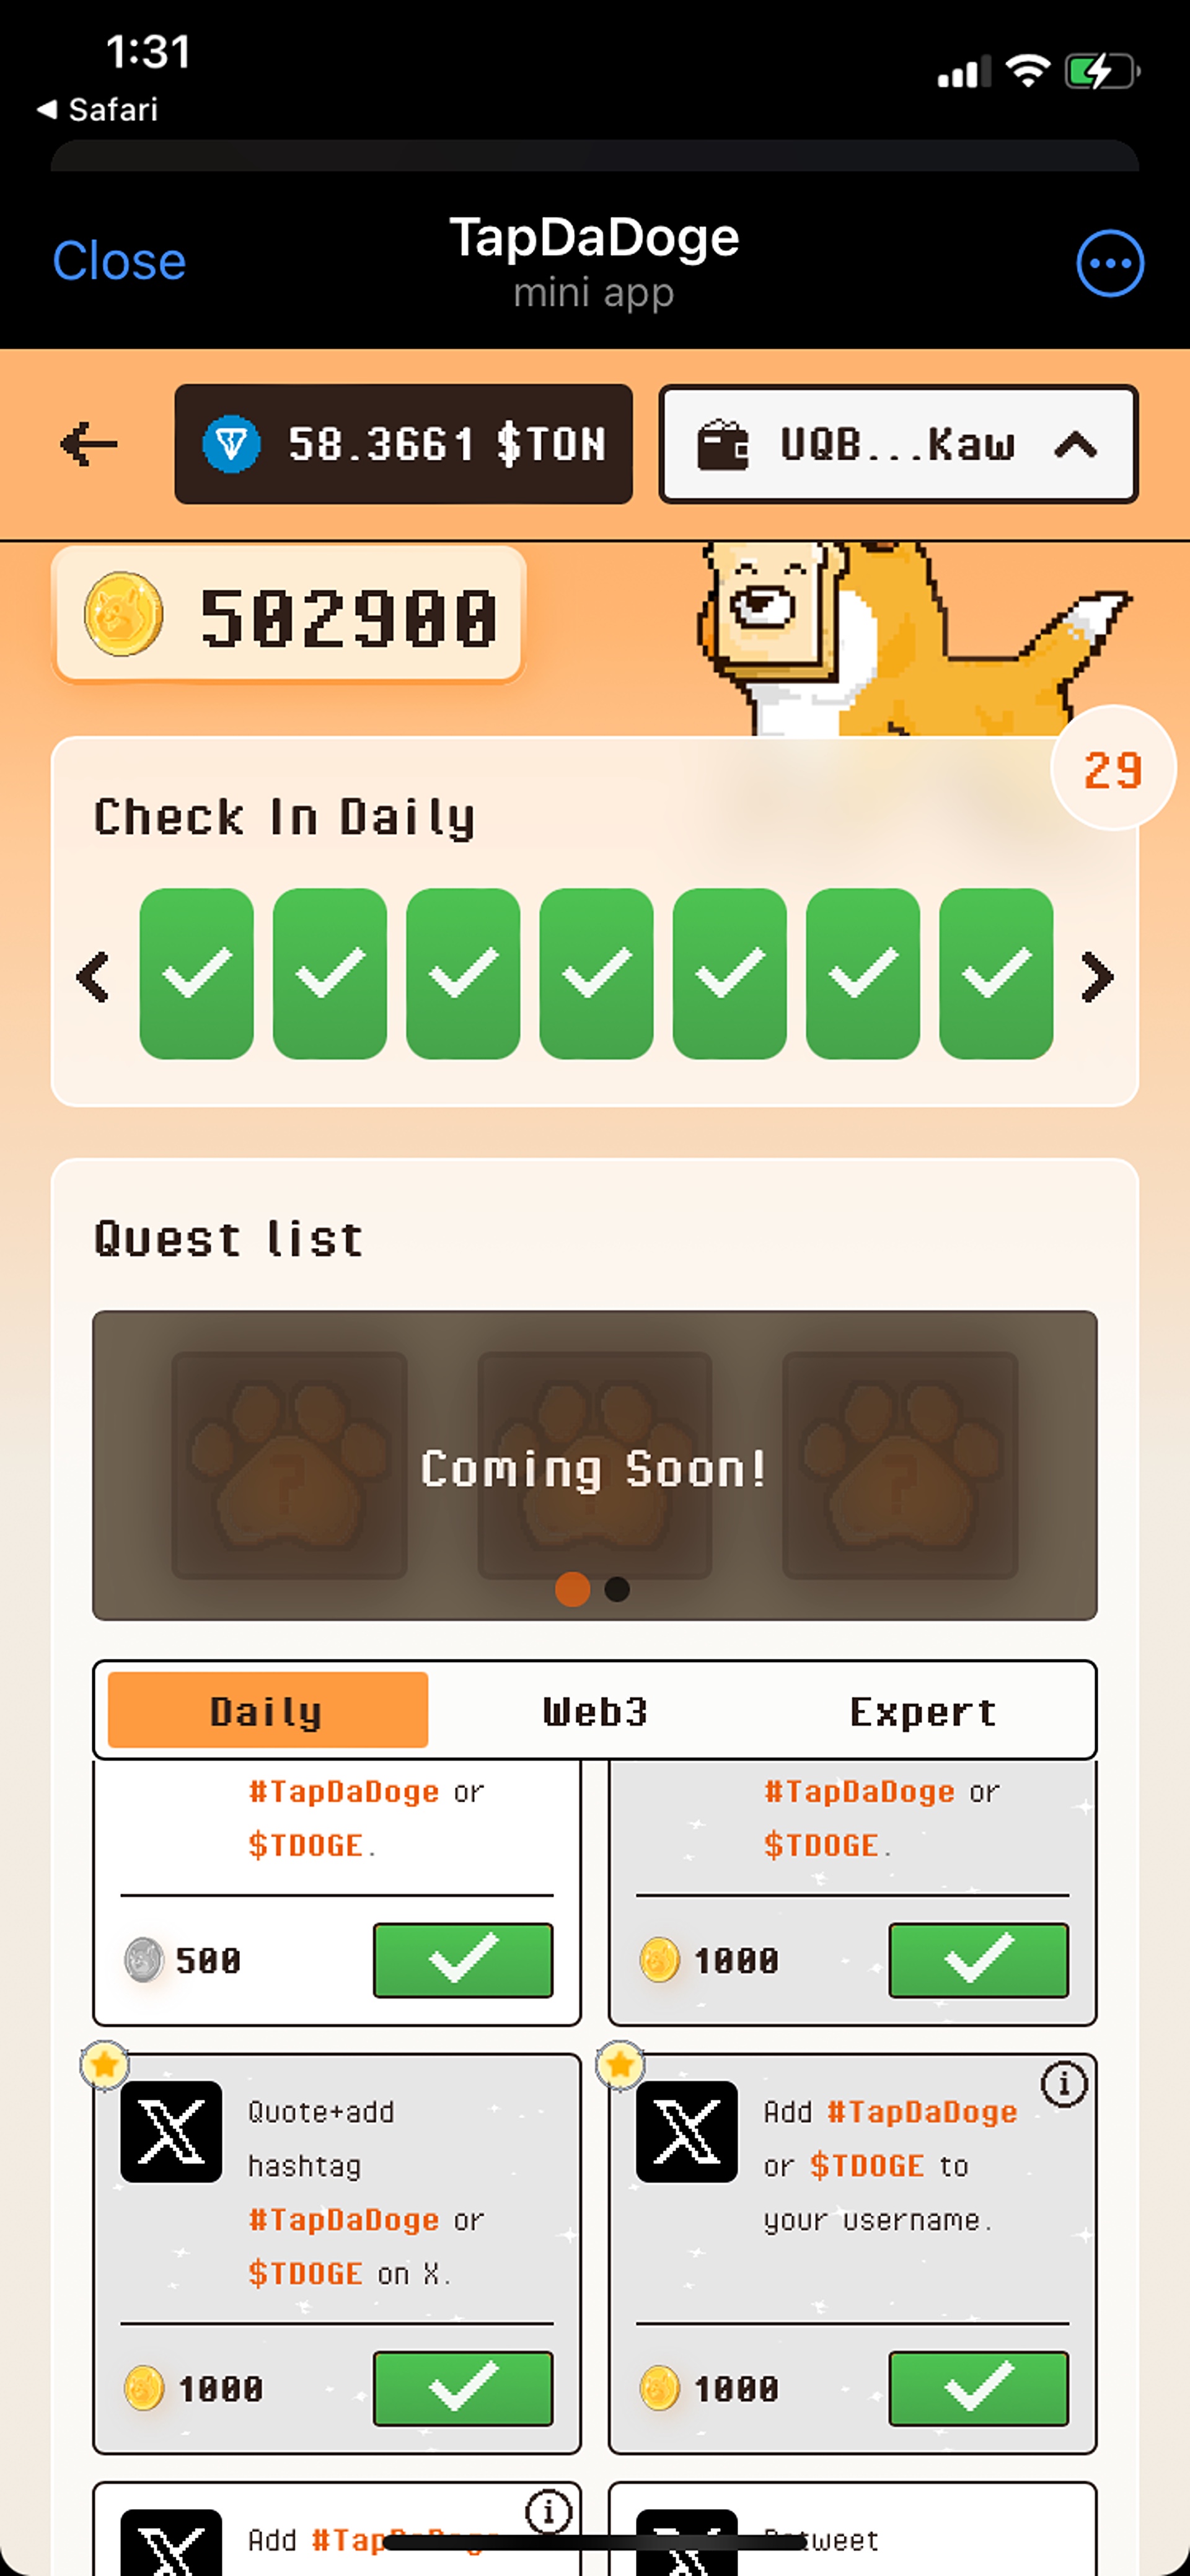 1:31
Safari
Close
TapDaDoge
mini app
58.3661 $TON
UQB...Kaw
502900
29
Check In Daily
Quest list
Coming Soon!
Daily
Web3
Expert
#TapDaDoge or
$TDOGE.
500
#TapDaDoge or
$TDOGE.
1000
Quote+add
hashtag
#TapDaDoge or
$TDOGE on X.
1000
Add #TapDaDoge
or $TDOGE to
your username.
1000
Add